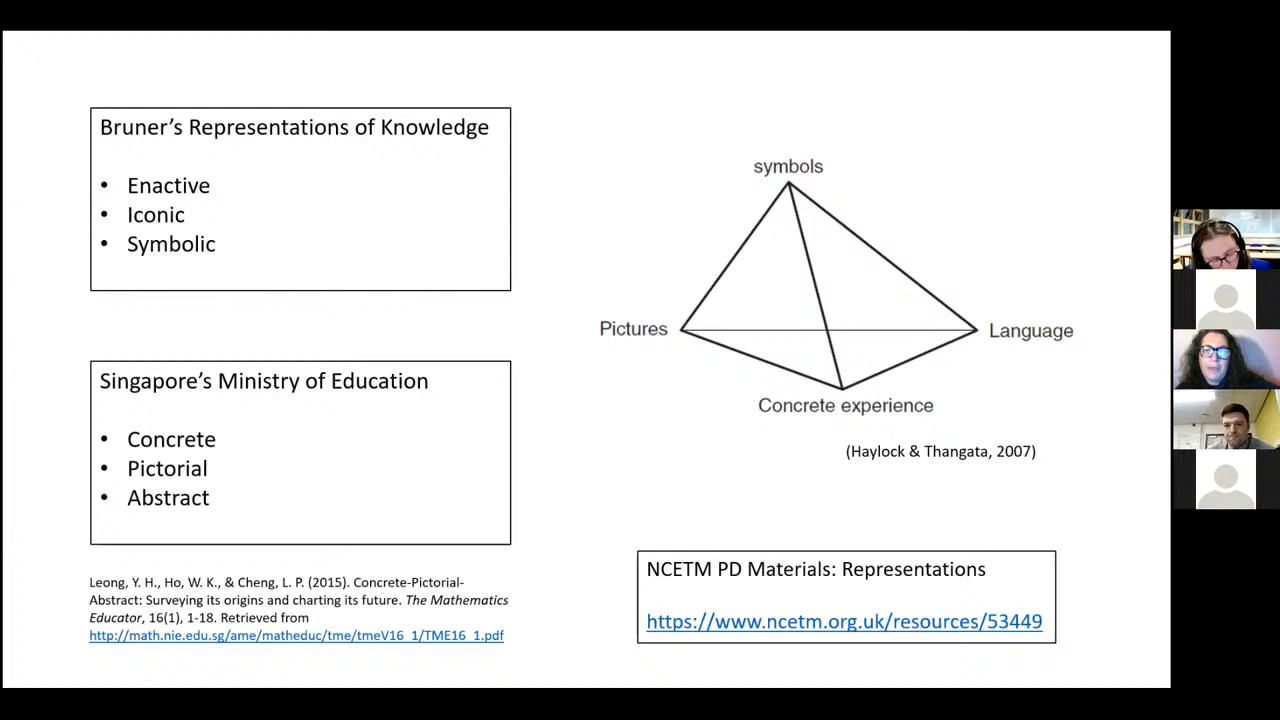 Bruner's Representations of Knowledge
• Enactive
• Iconic
• Symbolic
Singapore's Ministry of Education
• Concrete
• Pictorial
• Abstract
Leong, Y. H., Ho, W. K., & Cheng, L. P. (2015). Concrete-Pictorial-
Abstract: Surveying its origins and charting its future. The Mathematics
Educator, 16(1), 1-18. Retrieved from
http://math.nie.edu.sg/ame/matheduc/tme/tmeV16_1/TME16_1.pdf
symbols
Pictures
Language
Concrete experience
(Haylock & Thangata, 2007)
NCETM PD Materials: Representations
https://www.ncetm.org.uk/resources/53449